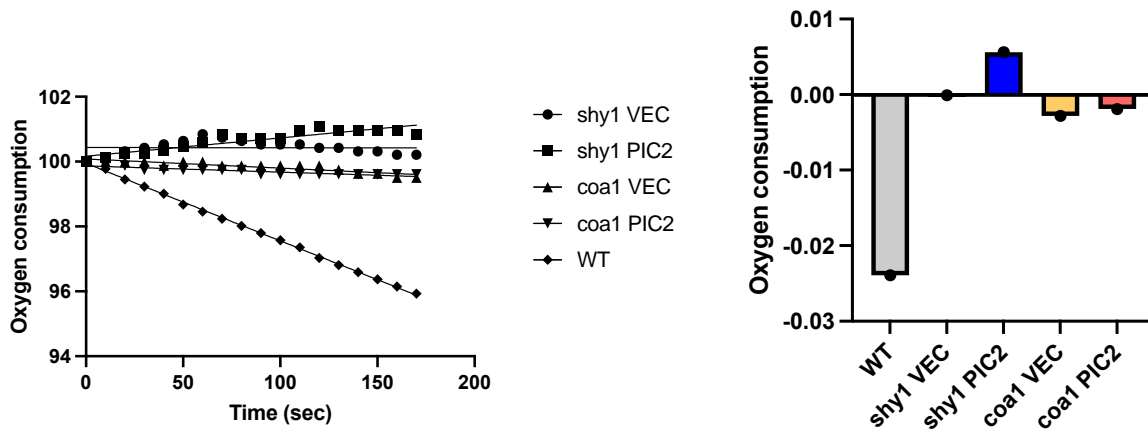 Oxygen consumption
102
100
98
96
94
0
50
100
150
200
Time (sec)
shy1 VEC
shy1 PIC2
coa1 VEC
coa1 PIC2
WT
Oxygen consumption
0.01
0.00
-0.01
-0.02
-0.03
WT
shy1 VEC
shy1 PIC2
coa1 VEC
coa1 PIC2